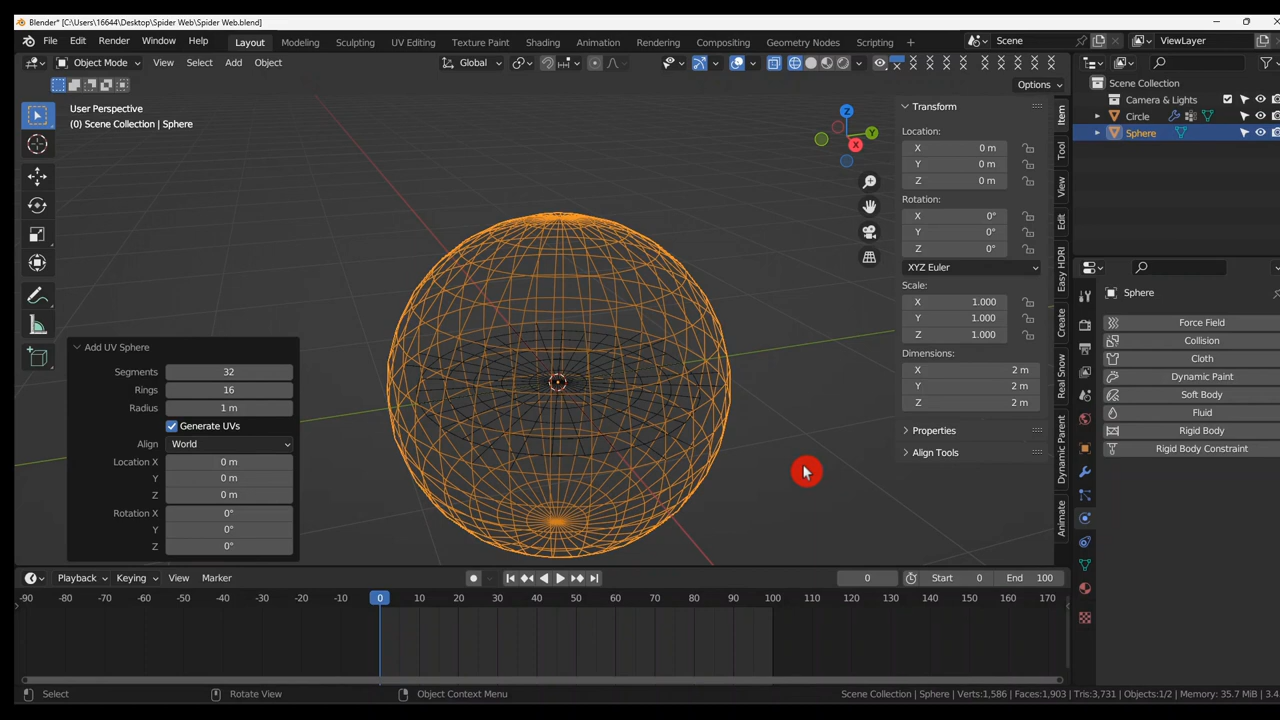 Blender* [C:\Users\16644\Desktop\Spider Web\Spider Web.blend]
File Edit Render Window Help Layout Modeling Sculpting UV Editing Texture Paint Shading Animation Rendering Compositing Geometry Nodes Scripting Scene ViewLayer
Object Mode View Select Add Object Global
Options
User Perspective
(0) Scene Collection | Sphere
Z
Y
X
Transform
Location:
X 0 m
Y 0 m
Z 0 m
Rotation:
X 0°
Y 0°
Z 0°
XYZ Euler
Scale:
X 1.000
Y 1.000
Z 1.000
Dimensions:
X 2 m
Y 2 m
Z 2 m
Properties
Align Tools
Item
Tool
View
Edit
Easy HDRI
Create
Real Snow
Dynamic Parent
Animate
Scene Collection
Camera & Lights
Circle
Sphere
Sphere
Force Field
Collision
Cloth
Dynamic Paint
Soft Body
Fluid
Rigid Body
Rigid Body Constraint
Add UV Sphere
Segments 32
Rings 16
Radius 1 m
Generate UVs
Align World
Location X 0 m
Y 0 m
Z 0 m
Rotation X 0°
Y 0°
Z 0°
Playback Keying View Marker 0 Start 0 End 100
-90 -80 -70 -60 -50 -40 -30 -20 -10 0 10 20 30 40 50 60 70 80 90 100 110 120 130 140 150 160 170
Select Rotate View Object Context Menu Scene Collection | Sphere | Verts:1,586 | Faces:1,903 | Tris:3,731 | Objects:1/2 | Memory: 35.7 MiB | 3.4